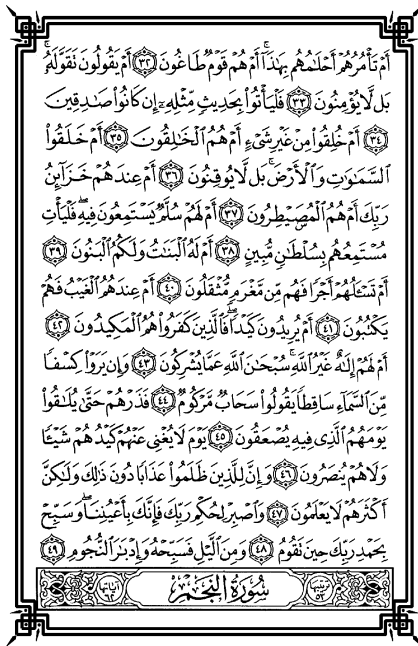 أَمْ تَأْمُرُهُمْ أَحْلَٰمُهُم بِهَٰذَآ ۚ أَمْ هُمْ قَوْمٌ طَاغُونَ ٣٢ أَمْ يَقُولُونَ تَقَوَّلَهُۥ ۚ
بَل لَّا يُؤْمِنُونَ ٣٣ فَلْيَأْتُوا۟ بِحَدِيثٍ مِّثْلِهِۦٓ إِن كَانُوا۟ صَٰدِقِينَ
٣٤ أَمْ خُلِقُوا۟ مِنْ غَيْرِ شَىْءٍ أَمْ هُمُ ٱلْخَٰلِقُونَ ٣٥ أَمْ خَلَقُوا۟
ٱلسَّمَٰوَٰتِ وَٱلْأَرْضَ ۚ بَل لَّا يُوقِنُونَ ٣٦ أَمْ عِندَهُمْ خَزَآئِنُ
رَبِّكَ أَمْ هُمُ ٱلْمُصَۣيْطِرُونَ ٣٧ أَمْ لَهُمْ سُلَّمٌ يَسْتَمِعُونَ فِيهِ ۖ فَلْيَأْتِ
مُسْتَمِعُهُم بِسُلْطَٰنٍ مُّبِينٍ ٣٨ أَمْ لَهُ ٱلْبَنَٰتُ وَلَكُمُ ٱلْبَنُونَ ٣٩
أَمْ تَسْـَٔلُهُمْ أَجْرًا فَهُم مِّن مَّغْرَمٍ مُّثْقَلُونَ ٤٠ أَمْ عِندَهُمُ ٱلْغَيْبُ فَهُمْ
يَكْتُبُونَ ٤١ أَمْ يُرِيدُونَ كَيْدًا ۖ فَٱلَّذِينَ كَفَرُوا۟ هُمُ ٱلْمَكِيدُونَ ٤٢
أَمْ لَهُمْ إِلَٰهٌ غَيْرُ ٱللَّهِ ۚ سُبْحَٰنَ ٱللَّهِ عَمَّا يُشْرِكُونَ ٤٣ وَإِن يَرَوْا۟ كِسْفًا
مِّنَ ٱلسَّمَآءِ سَاقِطًا يَقُولُوا۟ سَحَابٌ مَّرْكُومٌ ٤٤ فَذَرْهُمْ حَتَّىٰ يُلَٰقُوا۟
يَوْمَهُمُ ٱلَّذِى فِيهِ يُصْعَقُونَ ٤٥ يَوْمَ لَا يُغْنِى عَنْهُمْ كَيْدُهُمْ شَيْـًٔا
وَلَا هُمْ يُنصَرُونَ ٤٦ وَإِنَّ لِلَّذِينَ ظَلَمُوا۟ عَذَابًا دُونَ ذَٰلِكَ وَلَٰكِنَّ
أَكْثَرَهُمْ لَا يَعْلَمُونَ ٤٧ وَٱصْبِرْ لِحُكْمِ رَبِّكَ فَإِنَّكَ بِأَعْيُنِنَا ۖ وَسَبِّحْ
بِحَمْدِ رَبِّكَ حِينَ تَقُومُ ٤٨ وَمِنَ ٱلَّيْلِ فَسَبِّحْهُ وَإِدْبَٰرَ ٱلنُّجُومِ ٤٩
ترتيبها ٥٣ سُورَةُ النَّجْمِ آياتها ٦٢